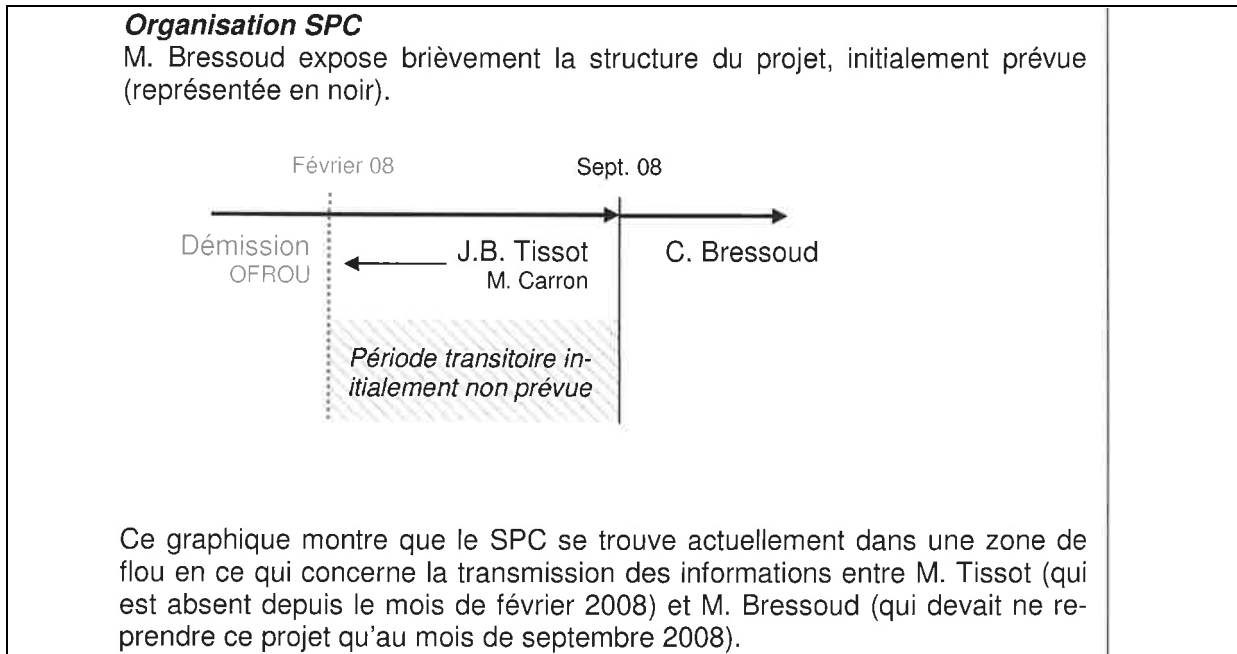 Organisation SPC
M. Bressoud expose brièvement la structure du projet, initialement prévue
(représentée en noir).
Février 08
Sept. 08
Démission
OFROU
J.B. Tissot
M. Carron
C. Bressoud
Période transitoire in-
itialement non prévue
Ce graphique montre que le SPC se trouve actuellement dans une zone de
flou en ce qui concerne la transmission des informations entre M. Tissot (qui
est absent depuis le mois de février 2008) et M. Bressoud (qui devait ne re-
prendre ce projet qu'au mois de septembre 2008).